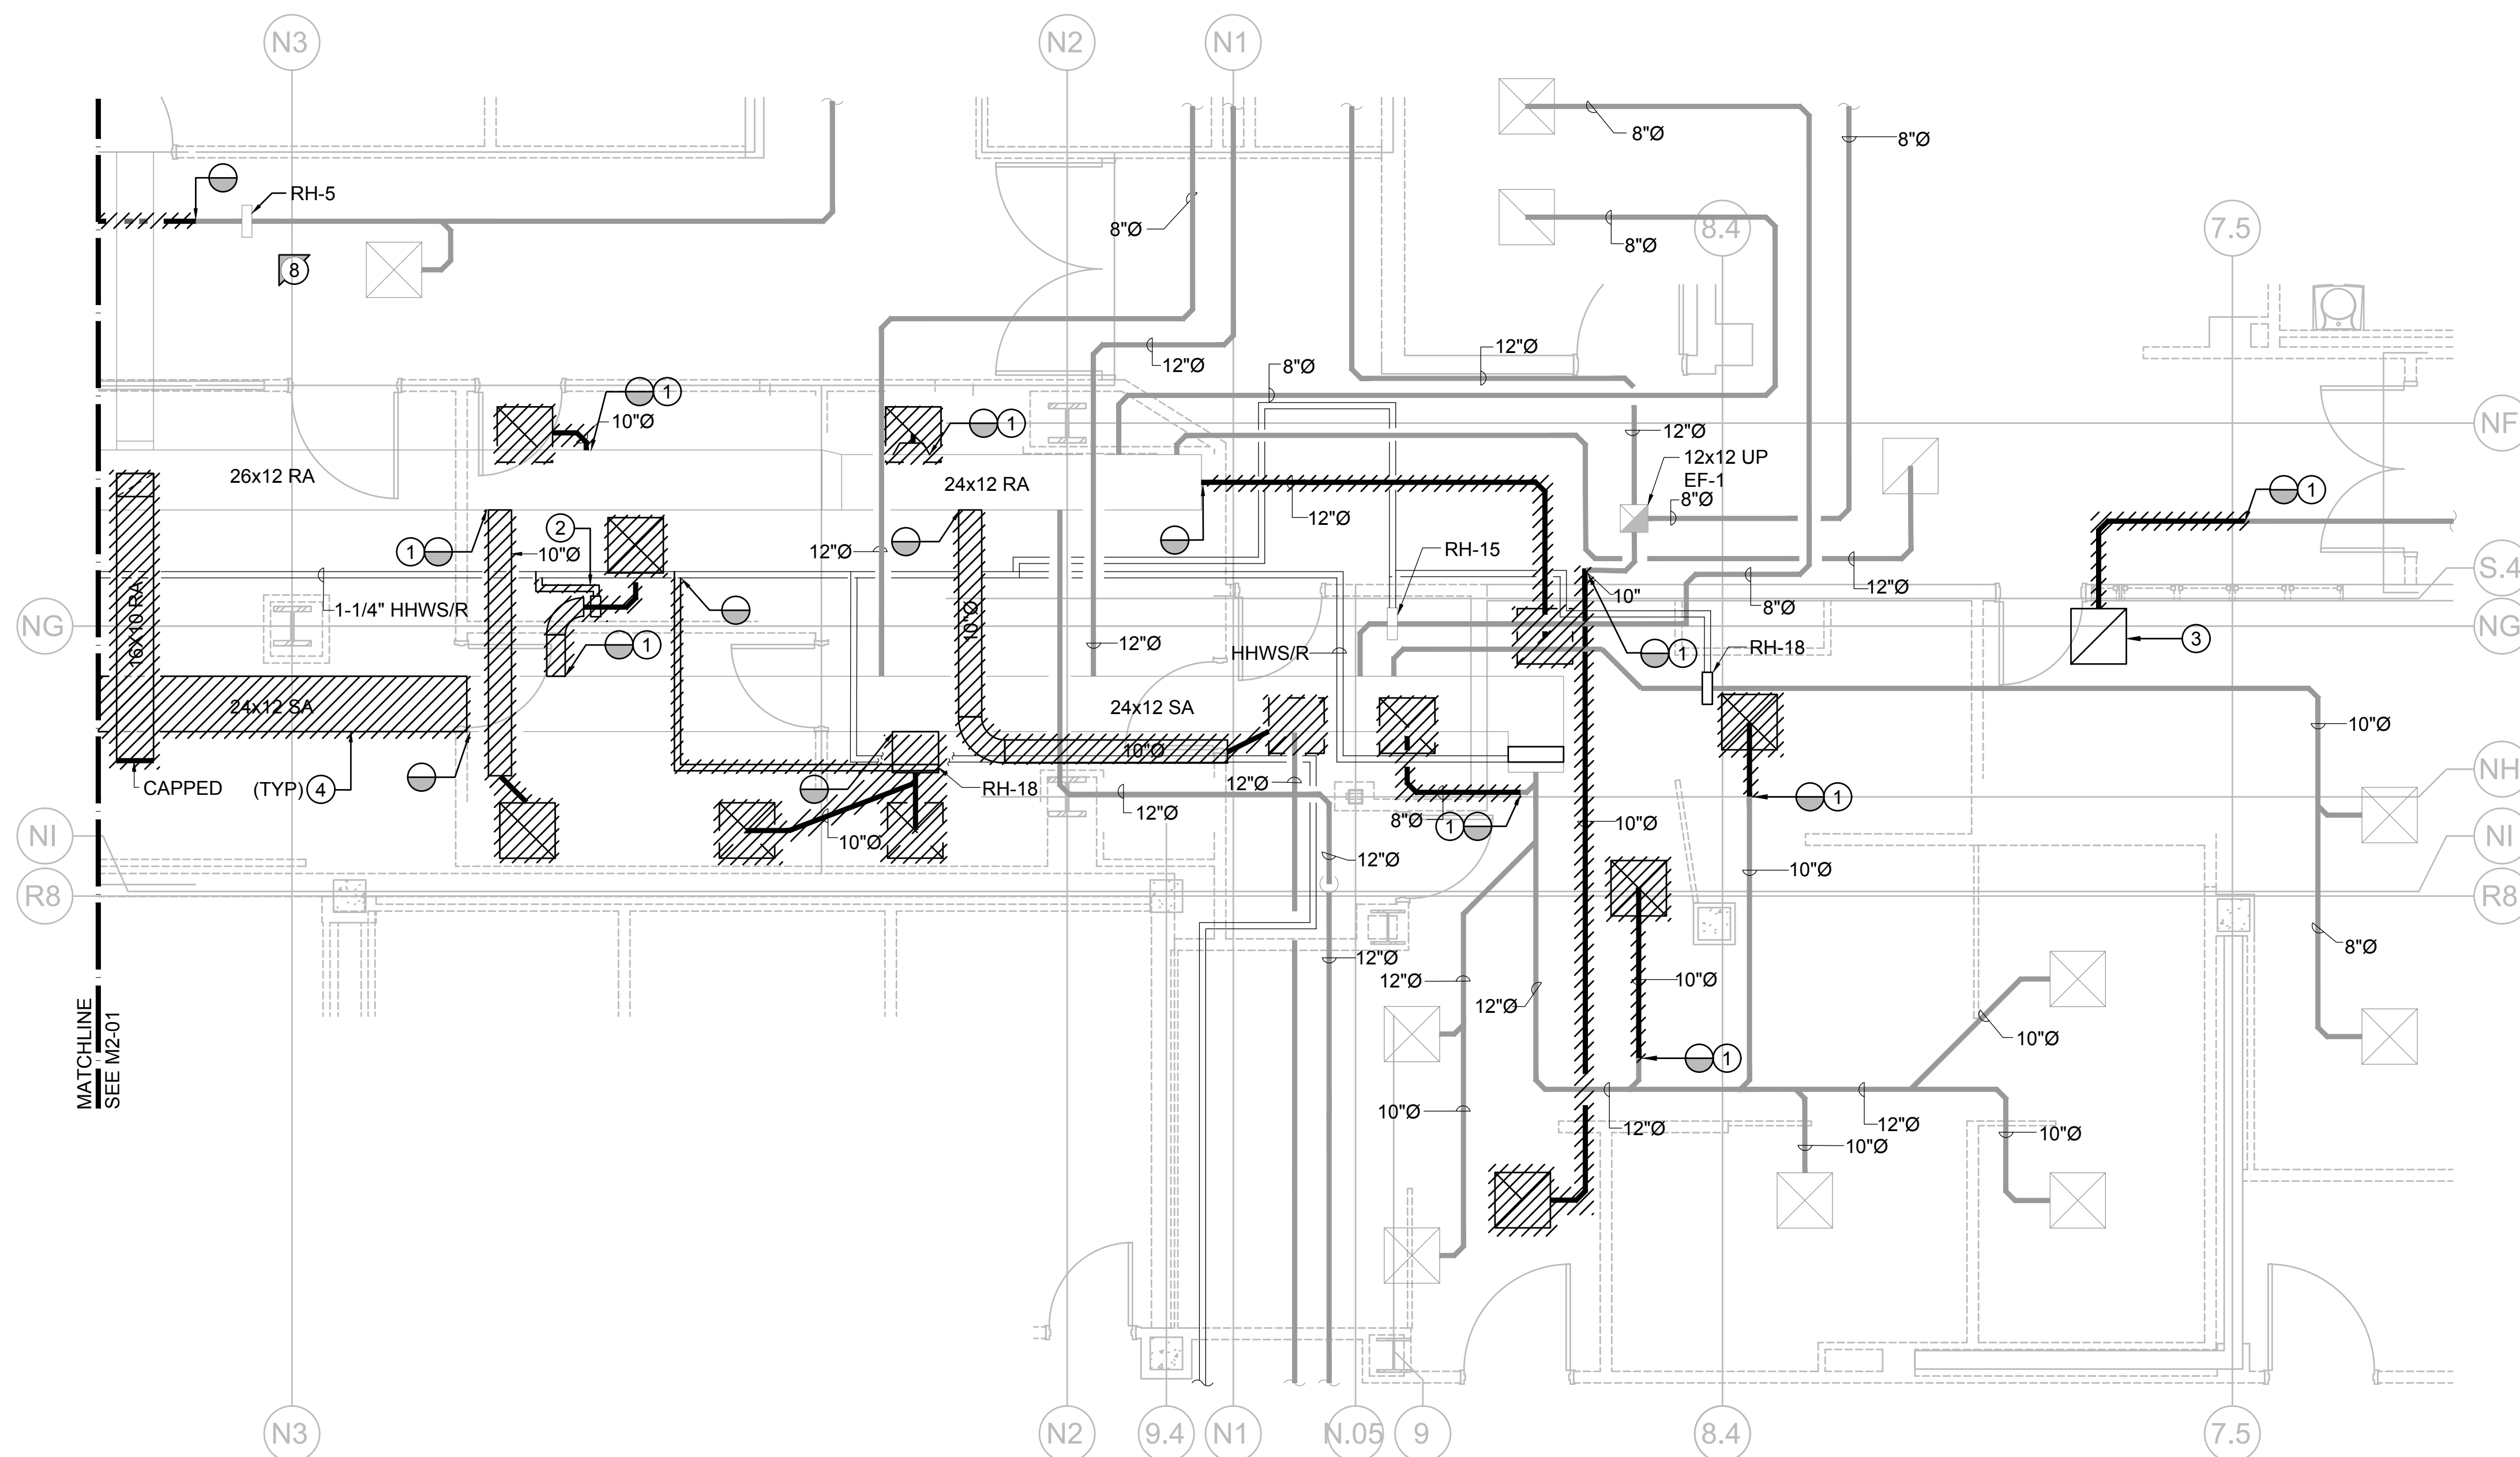 N3
N2
N1
8"Ø
8"Ø
RH-5
8"Ø
8.4
7.5
8"Ø
8
12"Ø
12"Ø
8"Ø
1
10"Ø
1
NF
12"Ø
26x12 RA
24x12 RA
12x12 UP
EF-1
8"Ø
1
12"Ø
2
1
10"Ø
12"Ø
RH-15
S.4
12"Ø
8"Ø
10"
1-1/4" HHWS/R
16X10 RA
10"Ø
NG
NG
3
1
12"Ø
HHWS/R
1
RH-18
24x12 SA
24x12 SA
10"Ø
10"Ø
NH
CAPPED
(TYP)
4
RH-18
12"Ø
1
12"Ø
8"Ø
1
10"Ø
NI
10"Ø
NI
12"Ø
10"Ø
R8
R8
8"Ø
12"Ø
12"Ø
10"Ø
12"Ø
10"Ø
1
MATCHLINE
SEE M2-01
10"Ø
12"Ø
12"Ø
10"Ø
10"Ø
N3
N2
9.4
N1
N.05
9
8.4
7.5